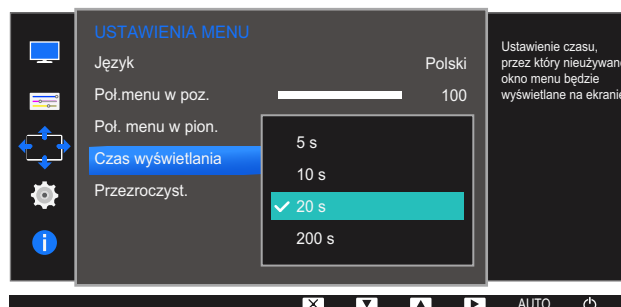 USTAWIENIA MENU
Język Polski
Poł.menu w poz. 100
Poł. menu w pion.
Czas wyświetlania
Przezroczyst.
5 s
10 s
20 s
200 s
Ustawienie czasu,
przez który nieużywane
okno menu będzie
wyświetlane na ekranie
AUTO